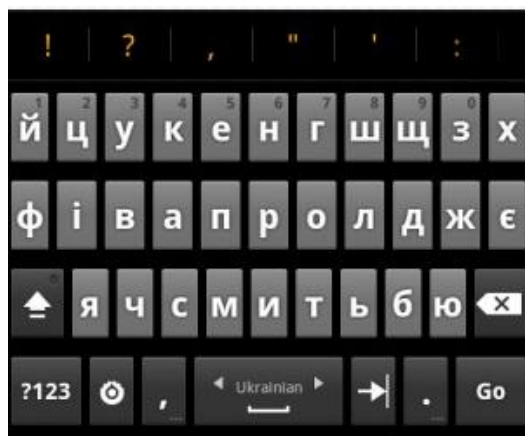 ! ? , " ' :
1 2 3 4 5 6 7 8 9 0
й ц у к е н г ш щ з х
ф і в а п р о л д ж є
я ч с м и т ь б ю
?123 , Ukrainian . Go